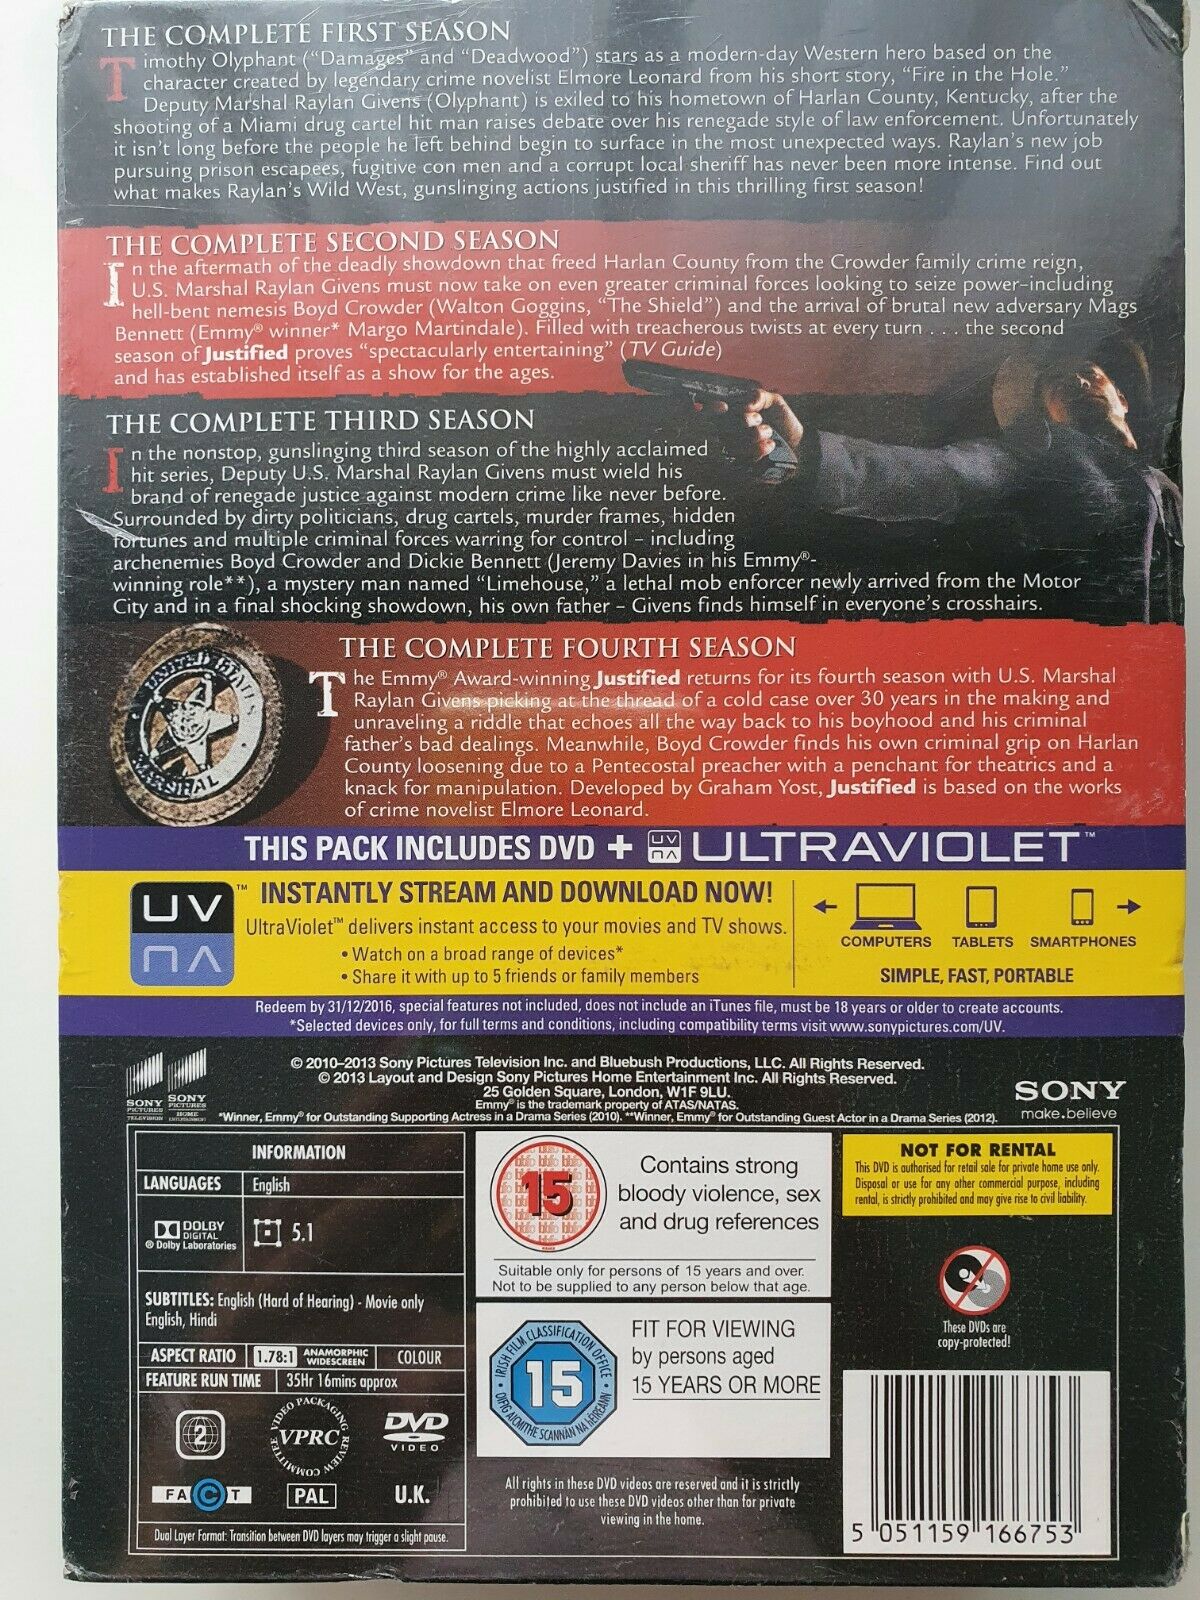 THE COMPLETE FIRST SEASON
Timothy Olyphant (“Damages” and “Deadwood”) stars as a modern-day Western hero based on the
character created by legendary crime novelist Elmore Leonard from his short story, “Fire in the Hole.”
Deputy Marshal Raylan Givens (Olyphant) is exiled to his hometown of Harlan County, Kentucky, after the
shooting of a Miami drug cartel hit man raises debate over his renegade style of law enforcement. Unfortunately
it isn’t long before the people he left behind begin to surface in the most unexpected ways. Raylan’s new job
pursuing prison escapees, fugitive con men and a corrupt local sheriff has never been more intense. Find out
what makes Raylan’s Wild West, gunslinging actions justified in this thrilling first season!
THE COMPLETE SECOND SEASON
In the aftermath of the deadly showdown that freed Harlan County from the Crowder family crime reign,
U.S. Marshal Raylan Givens must now take on even greater criminal forces looking to seize power–including
hell-bent nemesis Boyd Crowder (Walton Goggins, “The Shield”) and the arrival of brutal new adversary Mags
Bennett (Emmy® winner* Margo Martindale). Filled with treacherous twists at every turn . . . the second
season of Justified proves “spectacularly entertaining” (TV Guide)
and has established itself as a show for the ages.
THE COMPLETE THIRD SEASON
In the nonstop, gunslinging third season of the highly acclaimed
hit series, Deputy U.S. Marshal Raylan Givens must wield his
brand of renegade justice against modern crime like never before.
Surrounded by dirty politicians, drug cartels, murder frames, hidden
fortunes and multiple criminal forces warring for control – including
archenemies Boyd Crowder and Dickie Bennett (Jeremy Davies in his Emmy®-
winning role**), a mystery man named “Limehouse,” a lethal mob enforcer newly arrived from the Motor
City and in a final shocking showdown, his own father – Givens finds himself in everyone’s crosshairs.
UNITED STATES
MARSHAL
THE COMPLETE FOURTH SEASON
The Emmy® Award-winning Justified returns for its fourth season with U.S. Marshal
Raylan Givens picking at the thread of a cold case over 30 years in the making and
unraveling a riddle that echoes all the way back to his boyhood and his criminal
father’s bad dealings. Meanwhile, Boyd Crowder finds his own criminal grip on Harlan
County loosening due to a Pentecostal preacher with a penchant for theatrics and a
knack for manipulation. Developed by Graham Yost, Justified is based on the works
of crime novelist Elmore Leonard.
THIS PACK INCLUDES DVD + UV ULTRAVIOLET™
UV™
INSTANTLY STREAM AND DOWNLOAD NOW!
UltraViolet™ delivers instant access to your movies and TV shows.
• Watch on a broad range of devices*
• Share it with up to 5 friends or family members
COMPUTERS TABLETS SMARTPHONES
SIMPLE, FAST, PORTABLE
Redeem by 31/12/2016, special features not included, does not include an iTunes file, must be 18 years or older to create accounts.
*Selected devices only, for full terms and conditions, including compatibility terms visit www.sonypictures.com/UV.
SONY PICTURES TELEVISION
SONY PICTURES HOME ENTERTAINMENT
© 2010–2013 Sony Pictures Television Inc. and Bluebush Productions, LLC. All Rights Reserved.
© 2013 Layout and Design Sony Pictures Home Entertainment Inc. All Rights Reserved.
25 Golden Square, London, W1F 9LU.
Emmy® is the trademark property of ATAS/NATAS.
*Winner, Emmy® for Outstanding Supporting Actress in a Drama Series (2010). **Winner, Emmy® for Outstanding Guest Actor in a Drama Series (2012).
SONY
make.believe
INFORMATION
LANGUAGES English
DOLBY DIGITAL
® Dolby Laboratories
5.1
SUBTITLES: English (Hard of Hearing) - Movie only
English, Hindi
ASPECT RATIO 1.78:1 ANAMORPHIC WIDESCREEN COLOUR
FEATURE RUN TIME 35Hr 16mins approx
2
VIDEO PACKAGING REVIEW COMMITTEE
VPRC
DVD VIDEO
FACT
PAL
U.K.
Dual Layer Format: Transition between DVD layers may trigger a slight pause.
15
Contains strong
bloody violence, sex
and drug references
Suitable only for persons of 15 years and over.
Not to be supplied to any person below that age.
IRISH FILM CLASSIFICATION OFFICE
15
OIFIG AICMITHE SCANNÁN NA hÉIREANN
FIT FOR VIEWING
by persons aged
15 YEARS OR MORE
All rights in these DVD videos are reserved and it is strictly
prohibited to use these DVD videos other than for private
viewing in the home.
NOT FOR RENTAL
This DVD is authorised for retail sale for private home use only.
Disposal or use for any other commercial purpose, including
rental, is strictly prohibited and may give rise to civil liability.
These DVDs are
copy-protected!
5 051159 166753